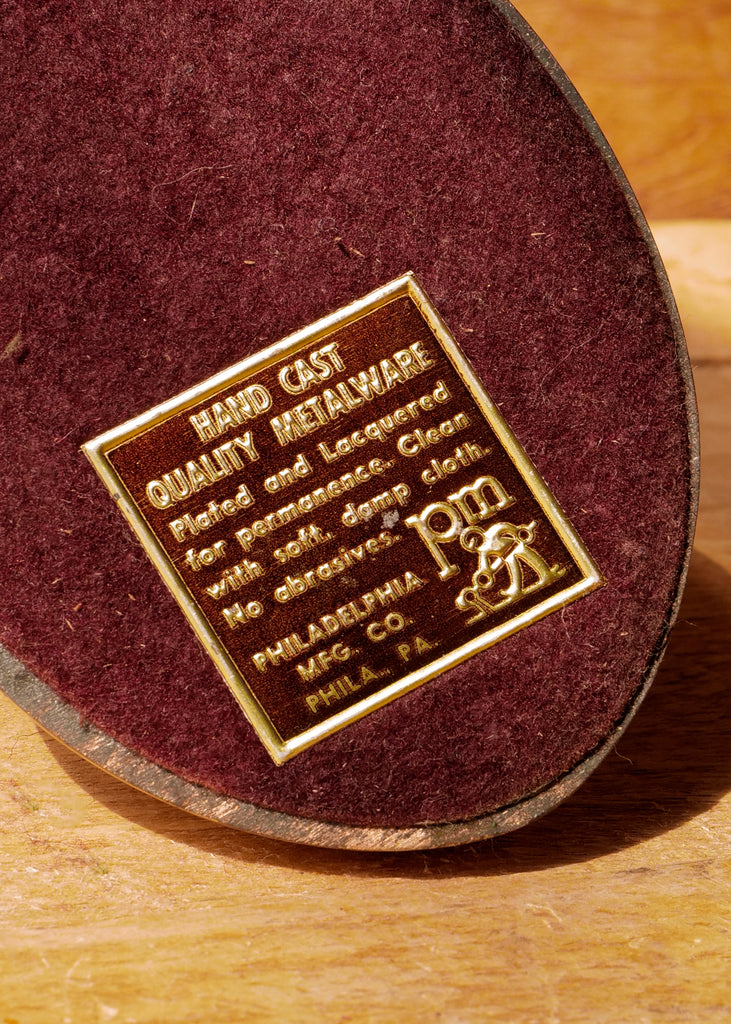 HAND CAST
QUALITY METALWARE
Plated and Lacquered
for permanence. Clean
with soft, damp cloth.
No abrasives.
pm
PHILADELPHIA
MFG. CO.
PHILA., PA.